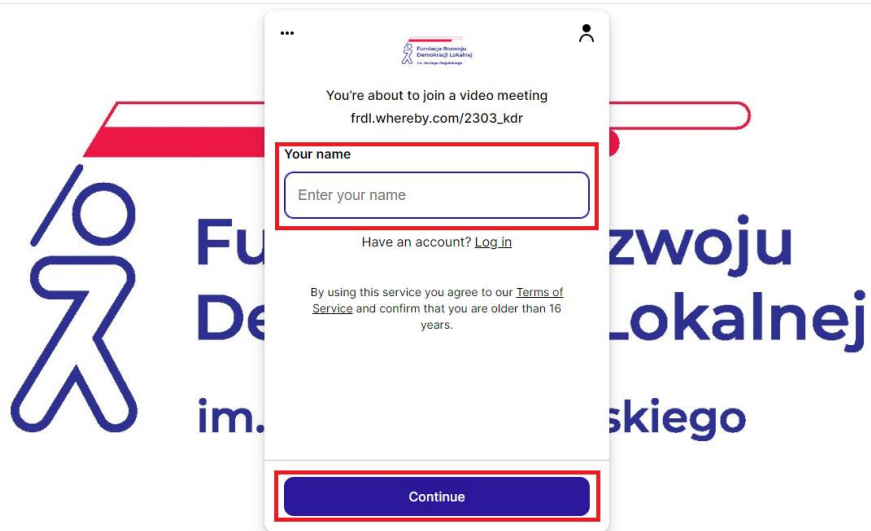 ...
Fundacja Rozwoju
Demokracji Lokalnej
You're about to join a video meeting
frdl.whereby.com/2303_kdr
Your name
Enter your name
Have an account? Log in
By using this service you agree to our Terms of
Service and confirm that you are older than 16
years.
Continue
Fu
zwoju
De
Lokalnej
im.
skiego